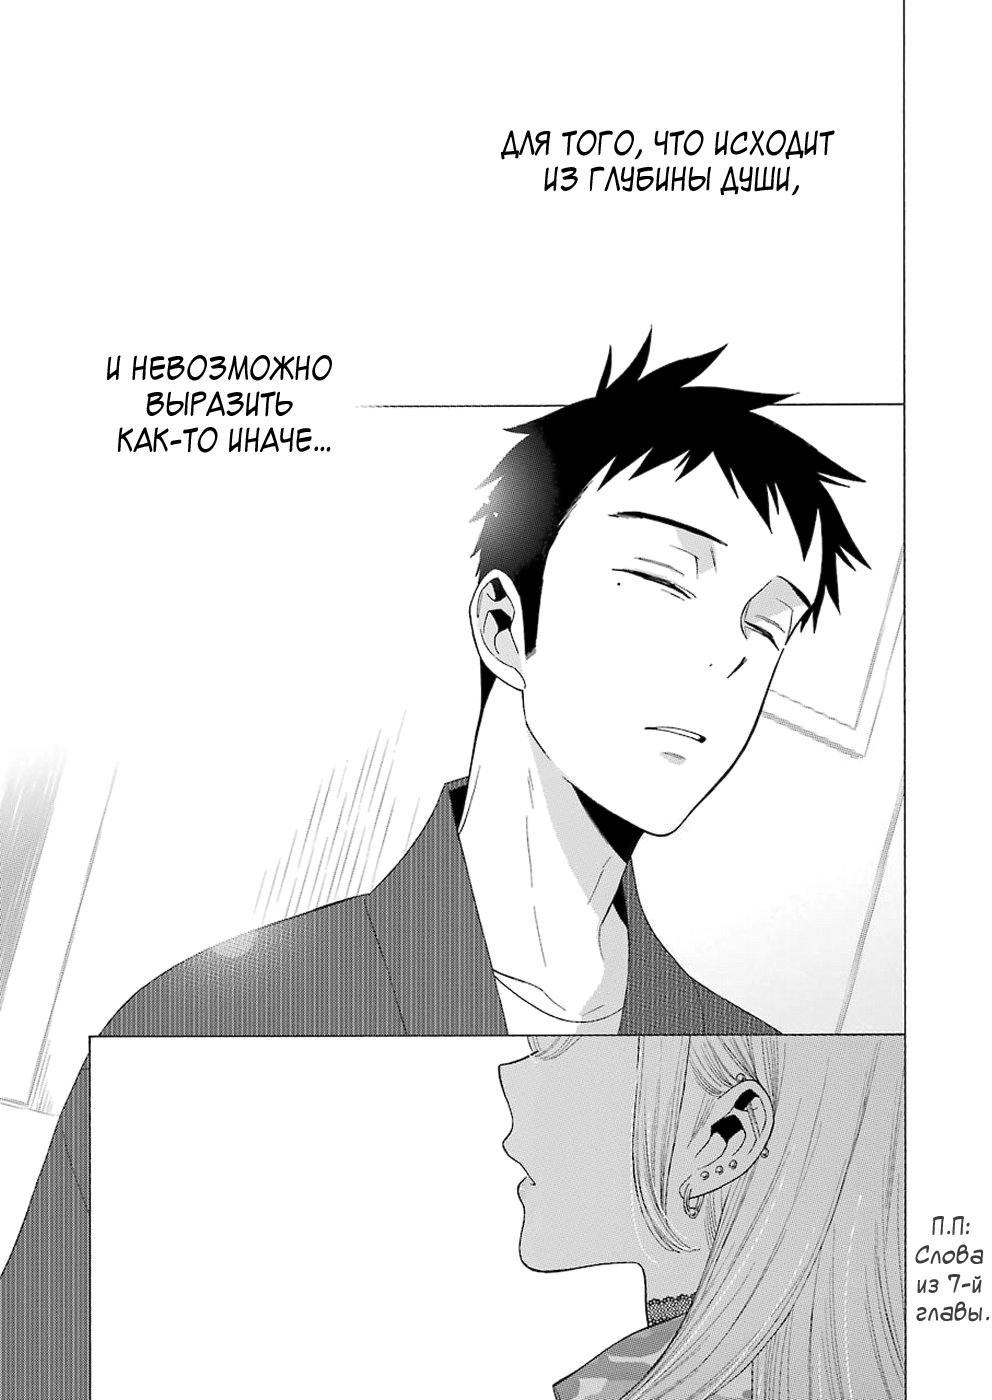 ДЛЯ ТОГО, ЧТО ИСХОДИТ
ИЗ ГЛУБИНЫ ДУШИ,
И НЕВОЗМОЖНО
ВЫРАЗИТЬ
КАК-ТО ИНАЧЕ...
П.П:
Слова
из 7-й
главы.